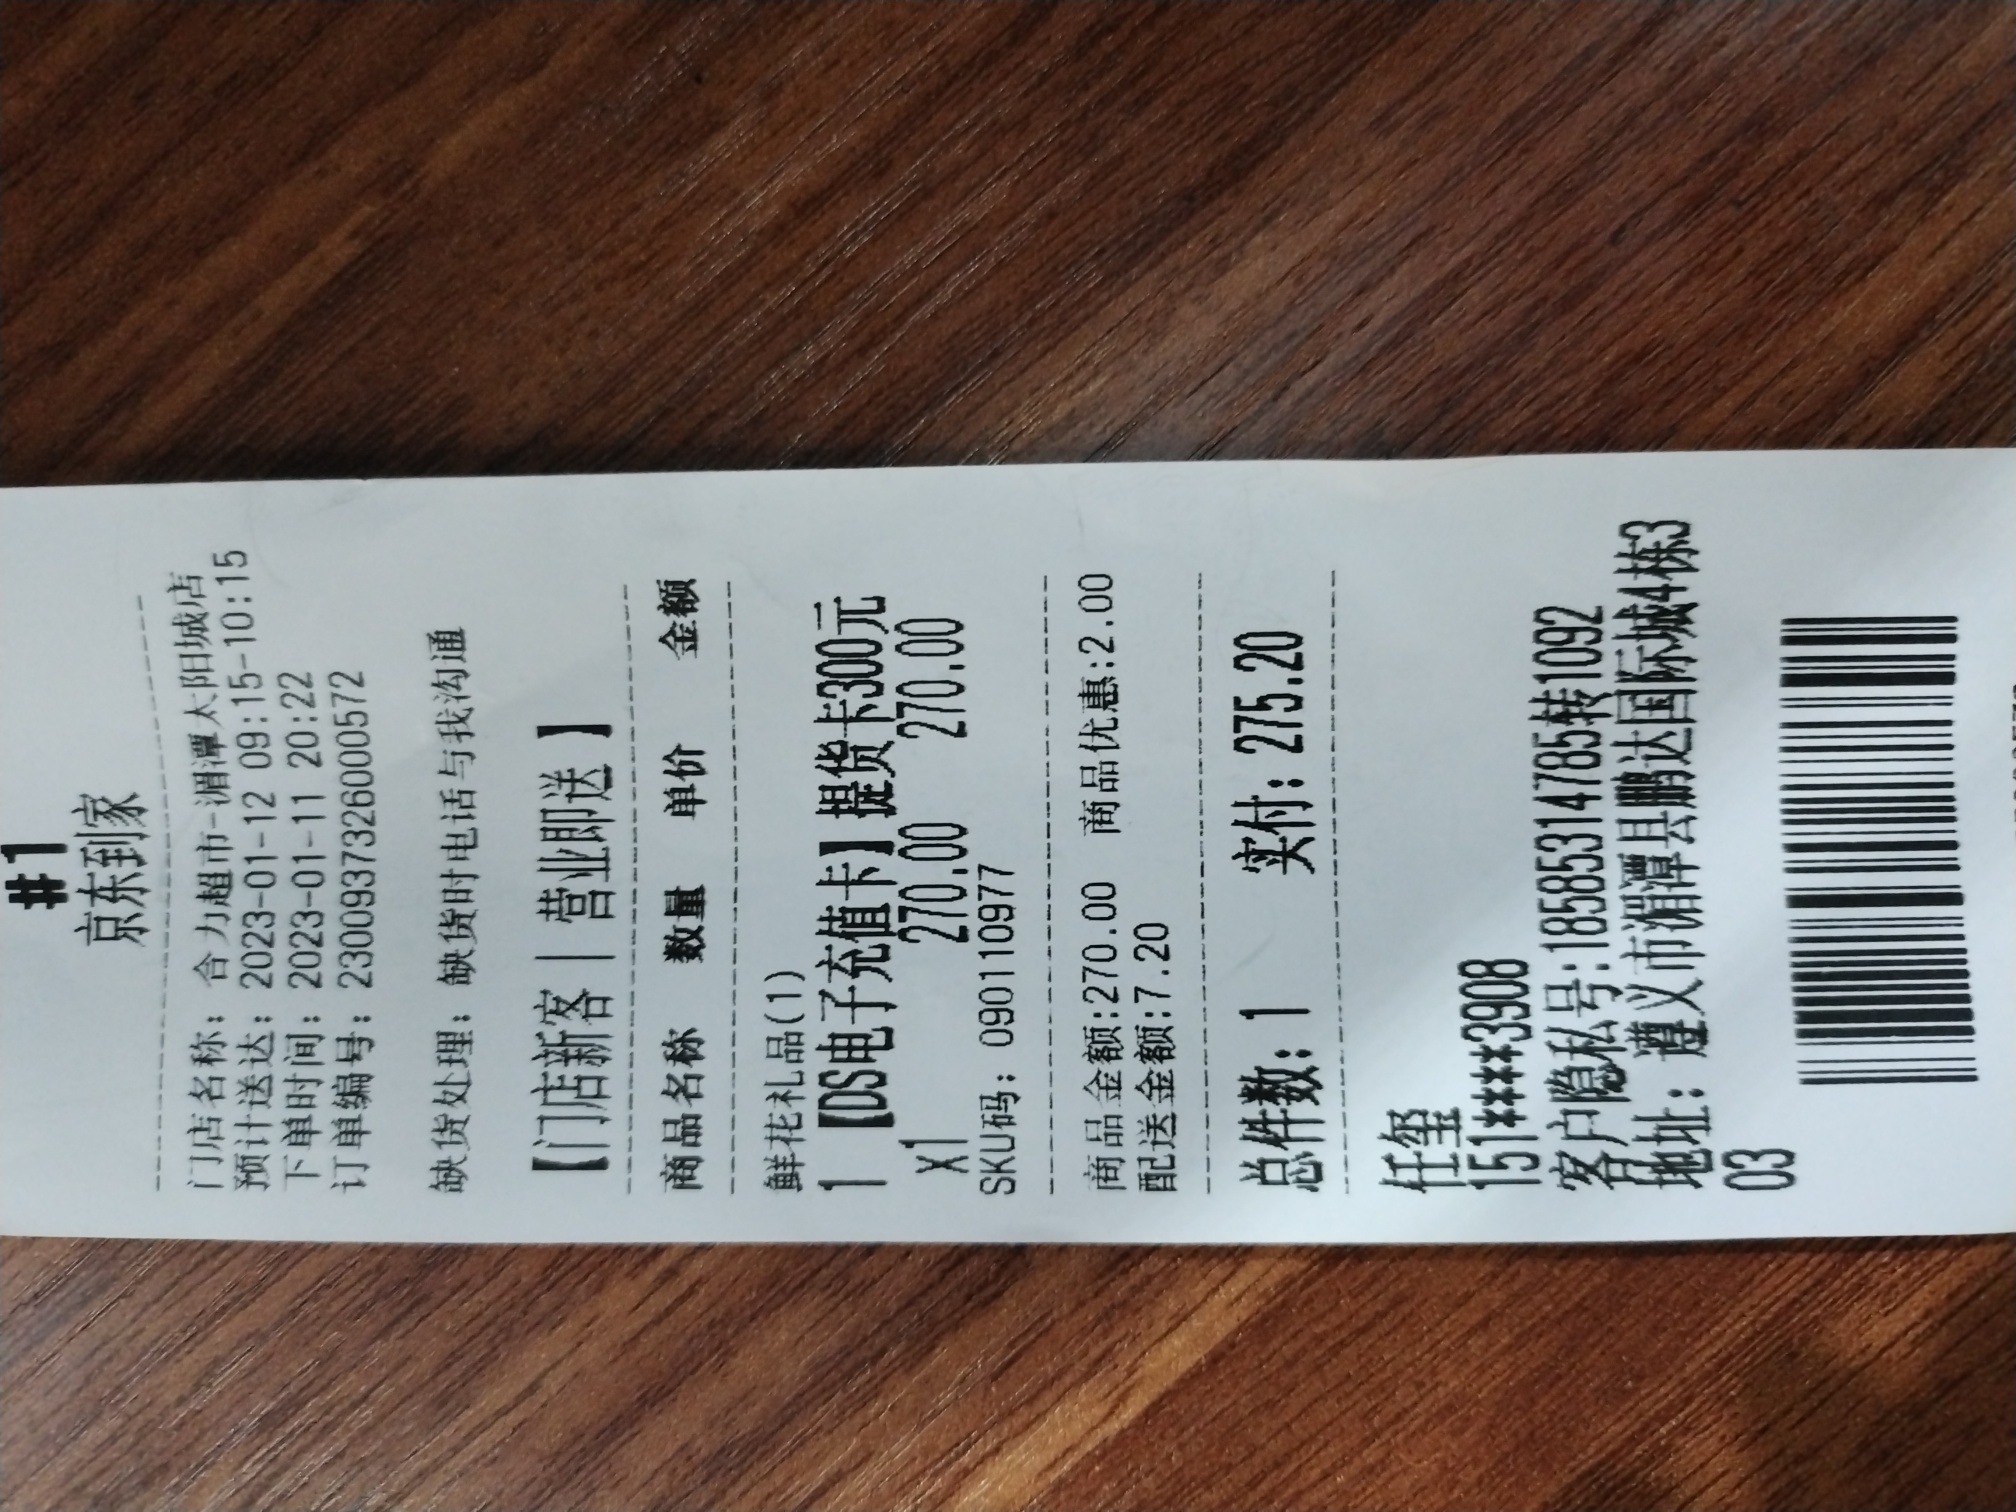 #1
京东到家
门店名称: 合力超市-湄潭太阳城店
预计送达: 2023-01-12 09:15-10:15
下单时间: 2023-01-11 20:22
订单编号: 2300937326000572
缺货处理: 缺货时电话与我沟通
【门店新客 | 营业即送 】
商品名称 数量 单价 金额
鲜花礼品(1)
1 【DS电子充值卡】提货卡300元
x1 270.00 270.00
SKU码: 090110977
商品金额:270.00 商品优惠:2.00
配送金额:7.20
总件数: 1 实付: 275.20
任玺
151****3908
客户隐私号:18585314785转1092
地址: 遵义市湄潭县鹏达国际城4栋3
03